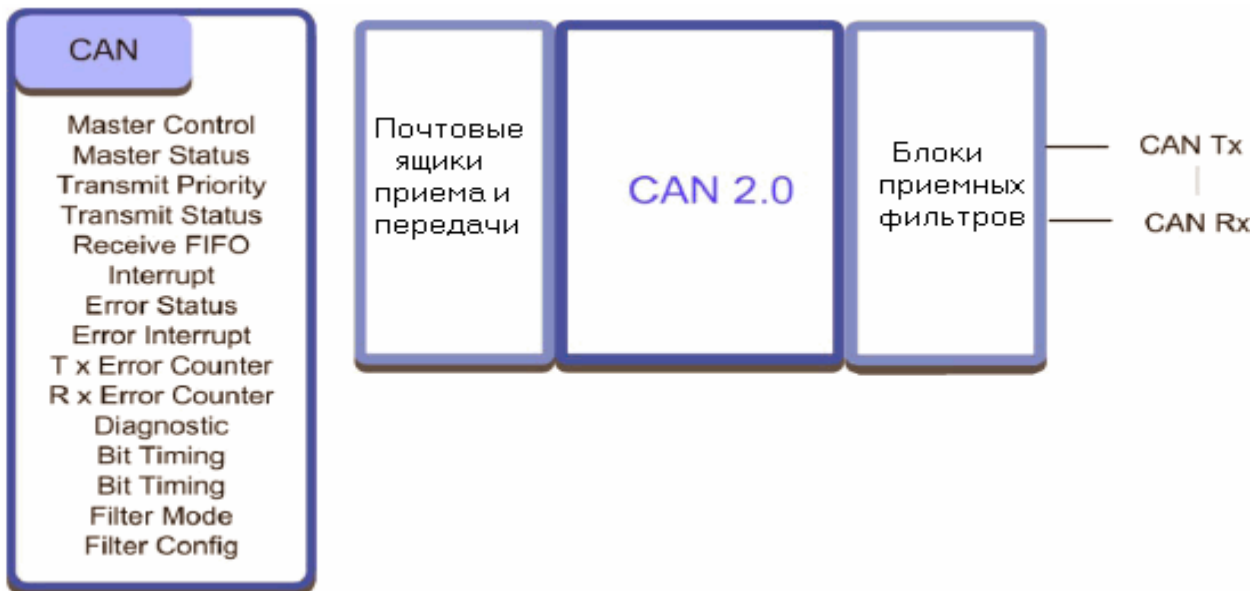 CAN
Master Control
Master Status
Transmit Priority
Transmit Status
Receive FIFO
Interrupt
Error Status
Error Interrupt
T x Error Counter
R x Error Counter
Diagnostic
Bit Timing
Bit Timing
Filter Mode
Filter Config
Почтовые
ящики
приема и
передачи
CAN 2.0
Блоки
приемных
фильтров
CAN Tx
CAN Rx